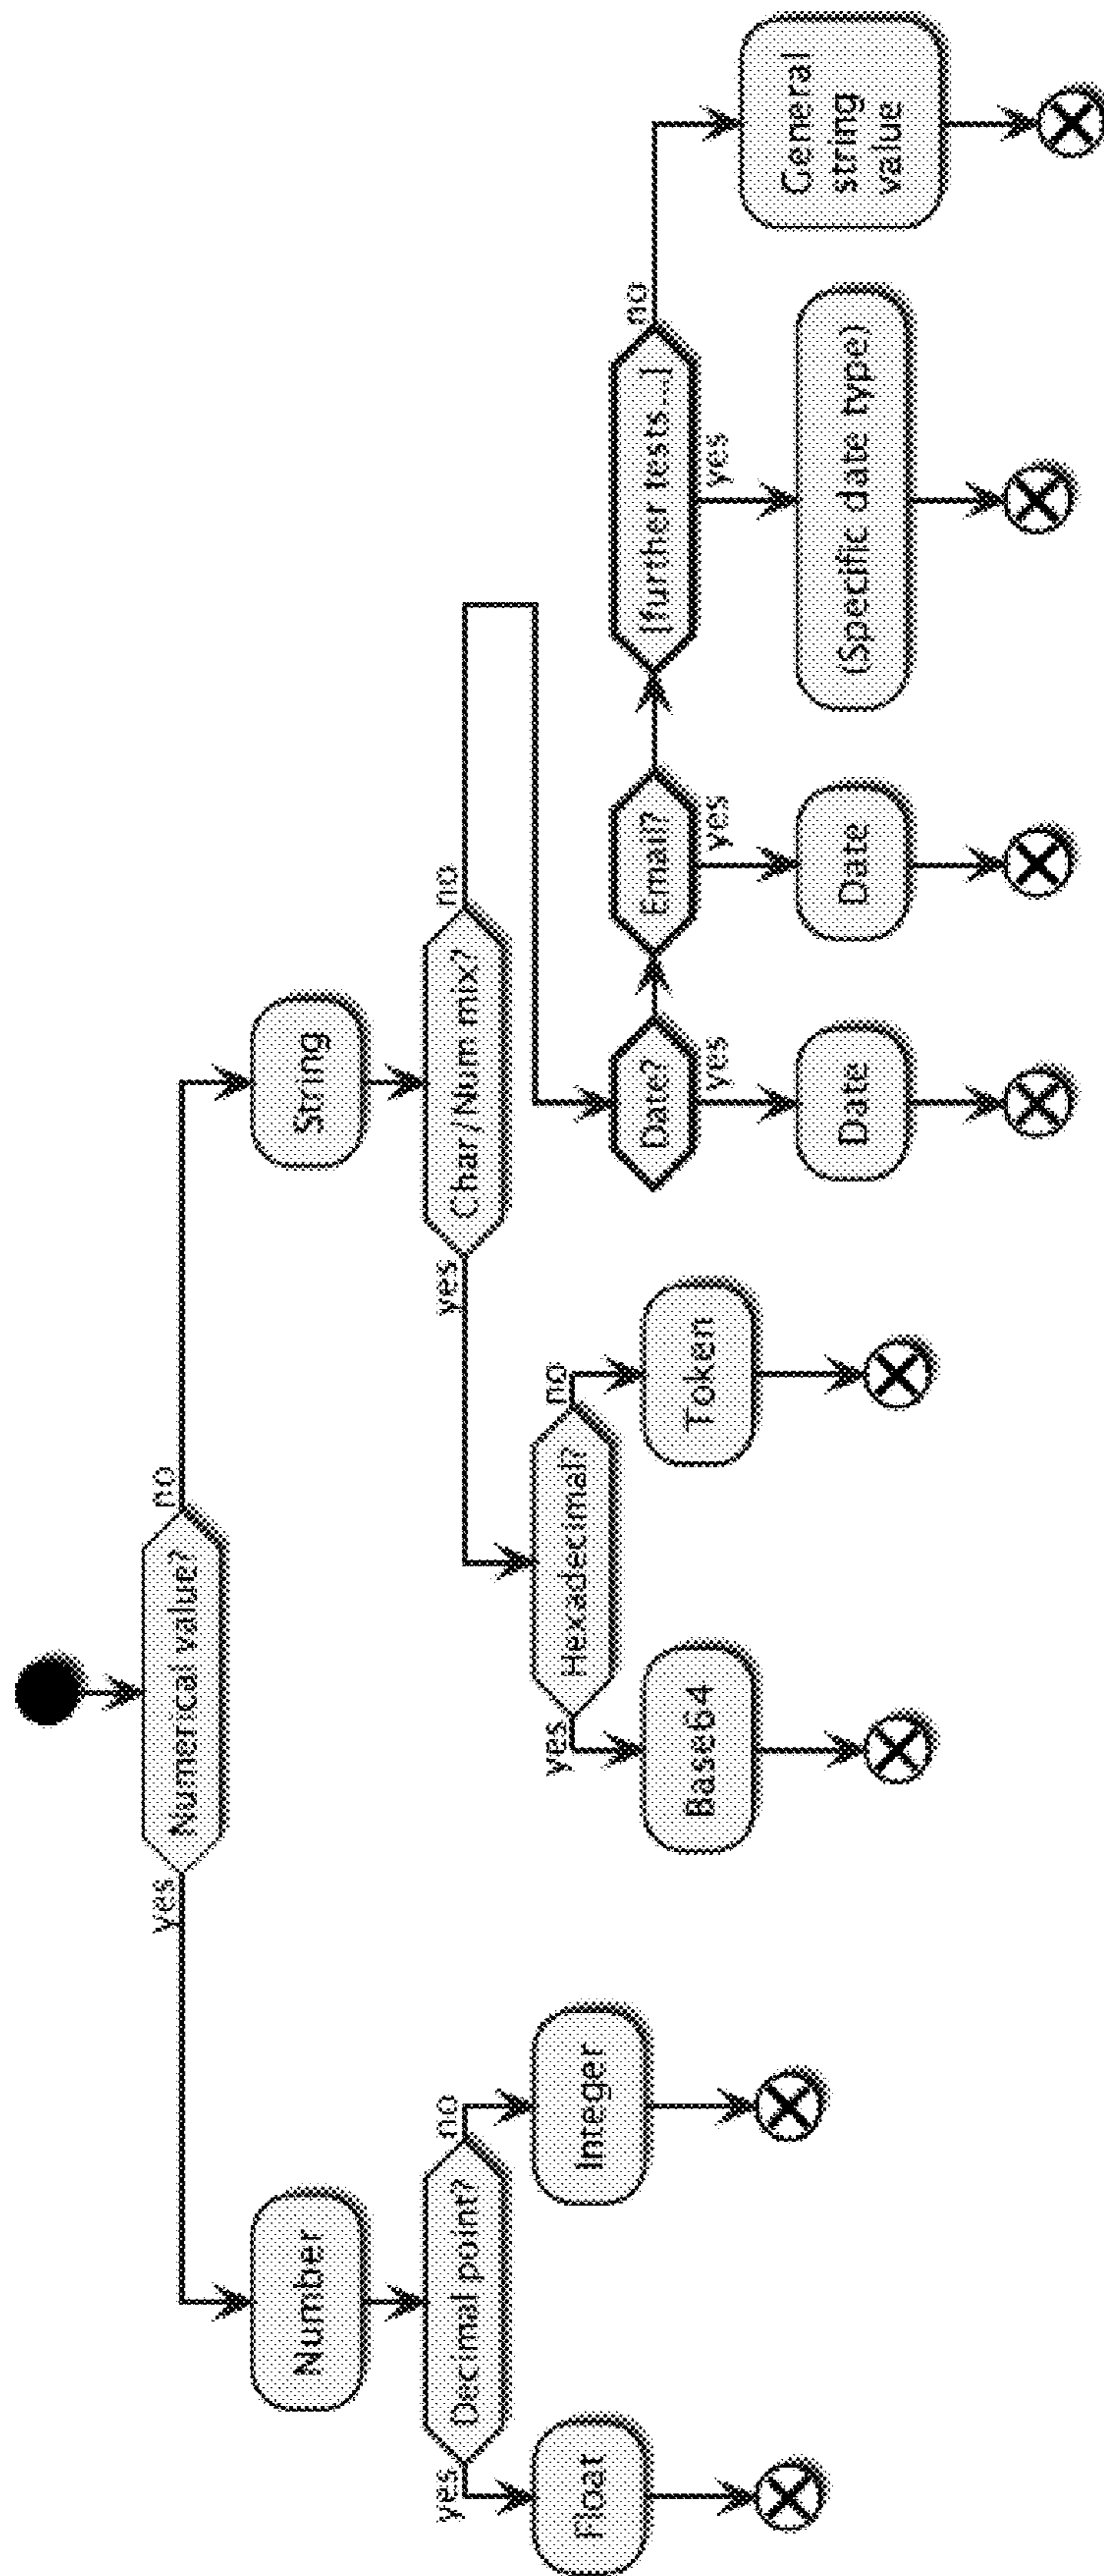 Numerical value?
yes
no
Number
String
Decimal point?
yes
no
Char / Num mix?
yes
no
Float
Integer
Hexadecimal?
yes
no
Base64
Token
Date?
yes
Email?
yes
[further tests...]
yes
no
Date
Date
(Specific date type)
General
string
value